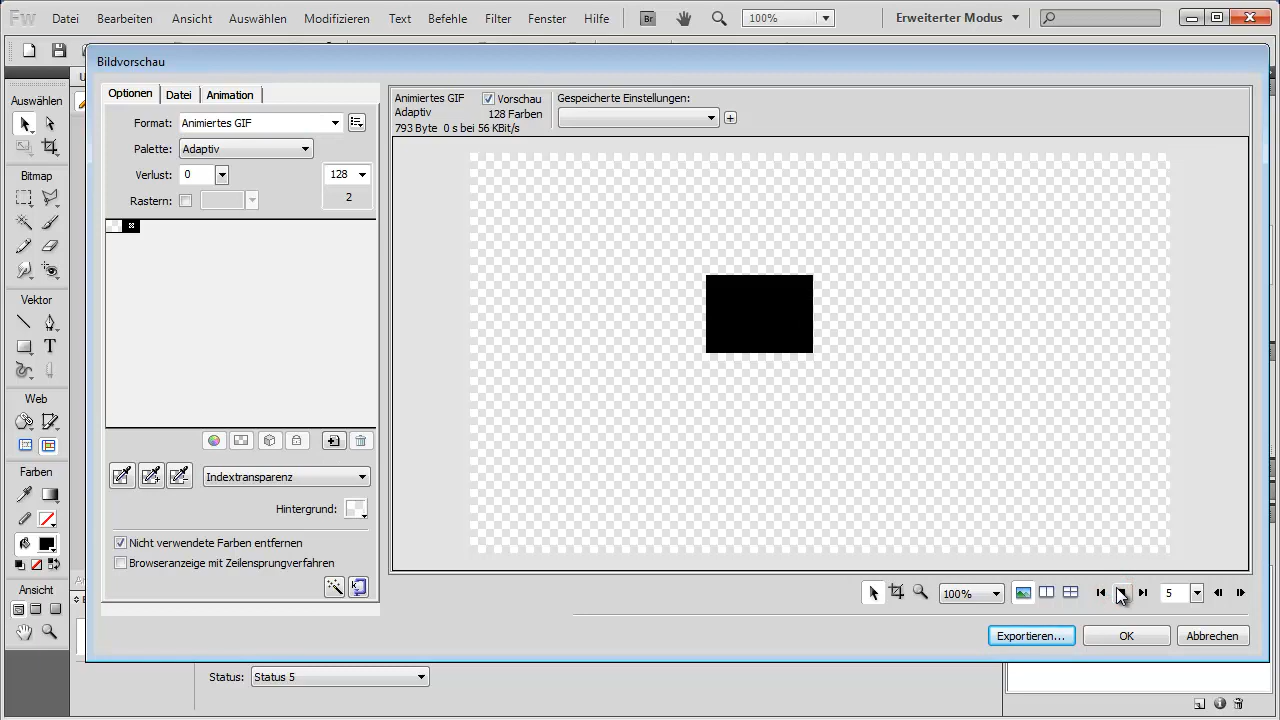 Fw Datei Bearbeiten Ansicht Auswählen Modifizieren Text Befehle Filter Fenster Hilfe Br 100% Erweiterter Modus
Bildvorschau
Optionen Datei Animation
Format: Animiertes GIF
Palette: Adaptiv
Verlust: 0 128
Rastern: 2
Animiertes GIF Vorschau Gespeicherte Einstellungen:
Adaptiv 128 Farben
793 Byte 0 s bei 56 KBit/s
Indextransparenz
Hintergrund:
Nicht verwendete Farben entfernen
Browseranzeige mit Zeilensprungverfahren
100% 5
Exportieren... OK Abbrechen
Auswählen
Bitmap
Vektor
T
Web
Farben
Ansicht
Status: Status 5